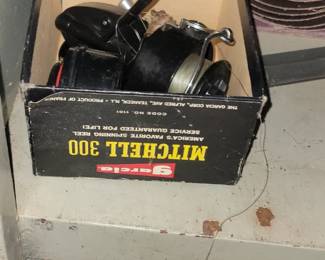 garcia
MITCHELL 300
AMERICA'S FAVORITE SPINNING REEL
SERVICE GUARANTEED FOR LIFE!
CODE NO. 1101
THE GARCIA CORP. ALFRED AVE., TEANECK, N.J. - PRODUCT OF FRANCE